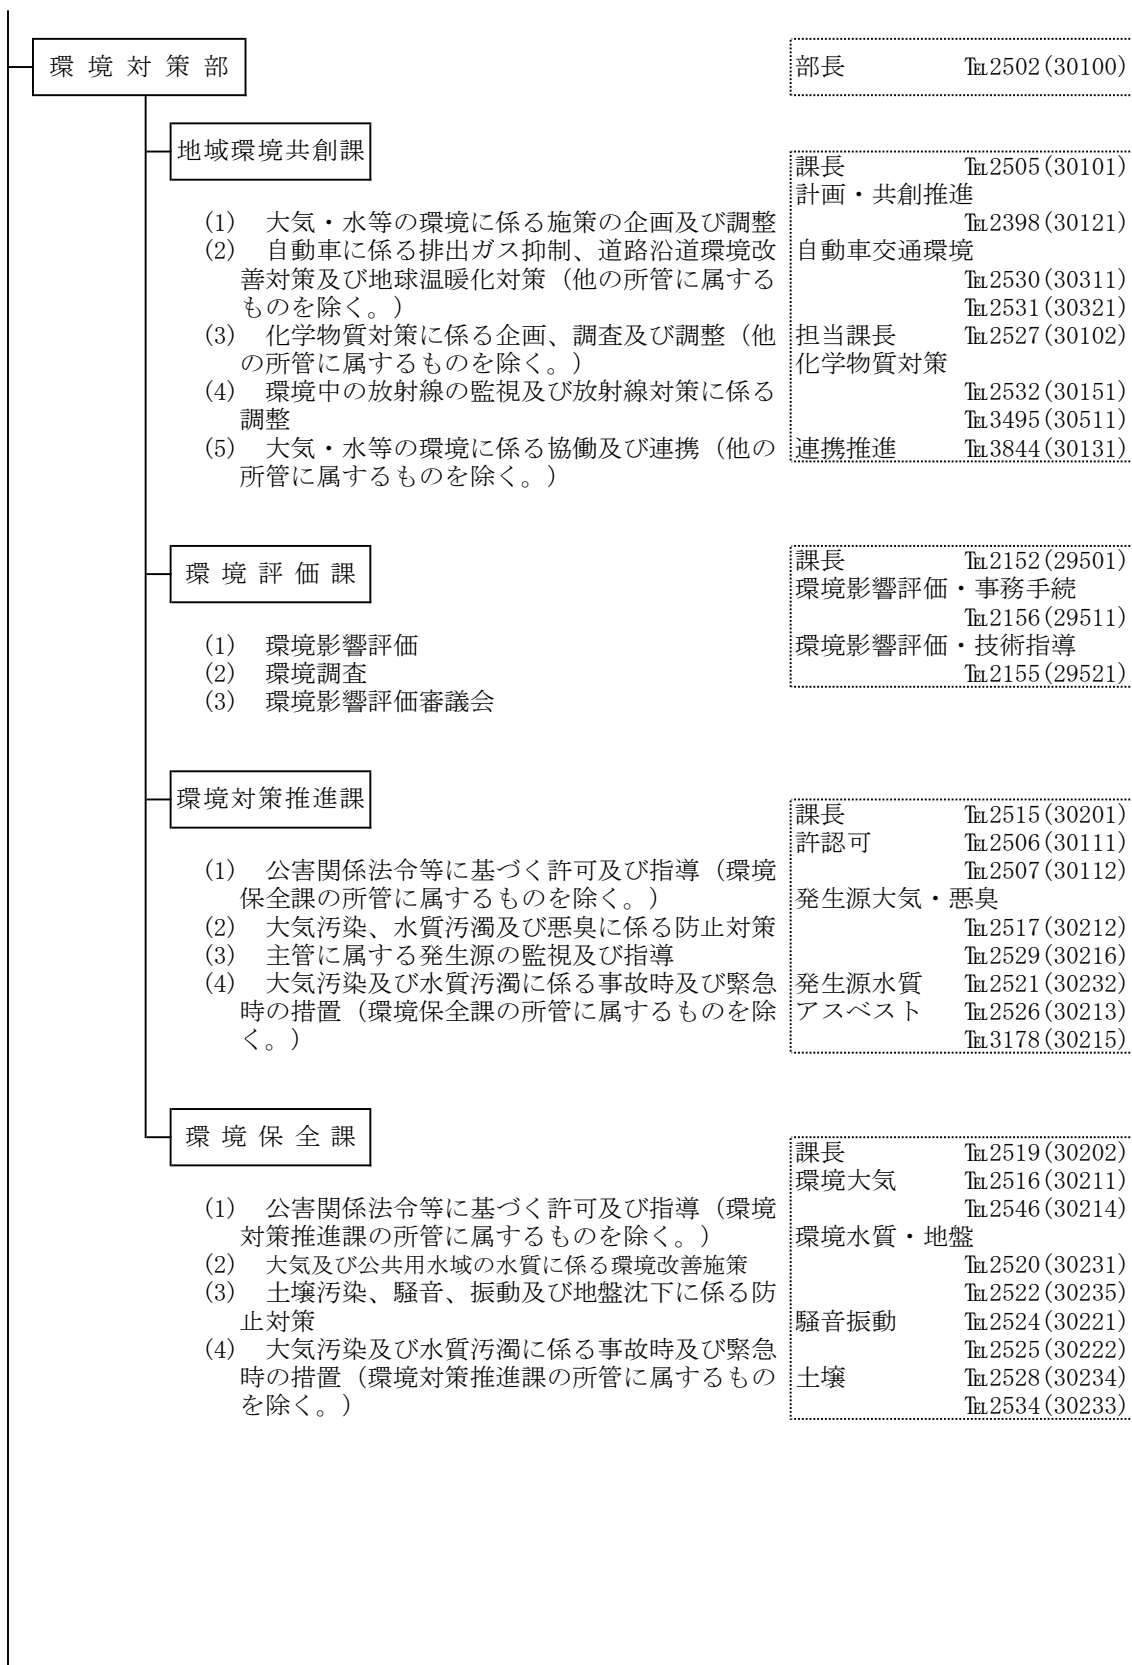 環境対策部
部長 ℡2502(30100)
地域環境共創課
(1) 大気・水等の環境に係る施策の企画及び調整
(2) 自動車に係る排出ガス抑制、道路沿道環境改
善対策及び地球温暖化対策（他の所管に属する
ものを除く。）
(3) 化学物質対策に係る企画、調査及び調整（他
の所管に属するものを除く。）
(4) 環境中の放射線の監視及び放射線対策に係る
調整
(5) 大気・水等の環境に係る協働及び連携（他の
所管に属するものを除く。）
課長 ℡2505(30101)
計画・共創推進
℡2398(30121)
自動車交通環境
℡2530(30311)
℡2531(30321)
担当課長 ℡2527(30102)
化学物質対策
℡2532(30151)
℡3495(30511)
連携推進 ℡3844(30131)
環境評価課
(1) 環境影響評価
(2) 環境調査
(3) 環境影響評価審議会
課長 ℡2152(29501)
環境影響評価・事務手続
℡2156(29511)
環境影響評価・技術指導
℡2155(29521)
環境対策推進課
(1) 公害関係法令等に基づく許可及び指導（環境
保全課の所管に属するものを除く。）
(2) 大気汚染、水質汚濁及び悪臭に係る防止対策
(3) 主管に属する発生源の監視及び指導
(4) 大気汚染及び水質汚濁に係る事故時及び緊急
時の措置（環境保全課の所管に属するものを除
く。）
課長 ℡2515(30201)
許認可 ℡2506(30111)
℡2507(30112)
発生源大気・悪臭
℡2517(30212)
℡2529(30216)
発生源水質 ℡2521(30232)
アスベスト ℡2526(30213)
℡3178(30215)
環境保全課
(1) 公害関係法令等に基づく許可及び指導（環境
対策推進課の所管に属するものを除く。）
(2) 大気及び公共用水域の水質に係る環境改善施策
(3) 土壌汚染、騒音、振動及び地盤沈下に係る防
止対策
(4) 大気汚染及び水質汚濁に係る事故時及び緊急
時の措置（環境対策推進課の所管に属するもの
を除く。）
課長 ℡2519(30202)
環境大気 ℡2516(30211)
℡2546(30214)
環境水質・地盤
℡2520(30231)
℡2522(30235)
騒音振動 ℡2524(30221)
℡2525(30222)
土壌 ℡2528(30234)
℡2534(30233)